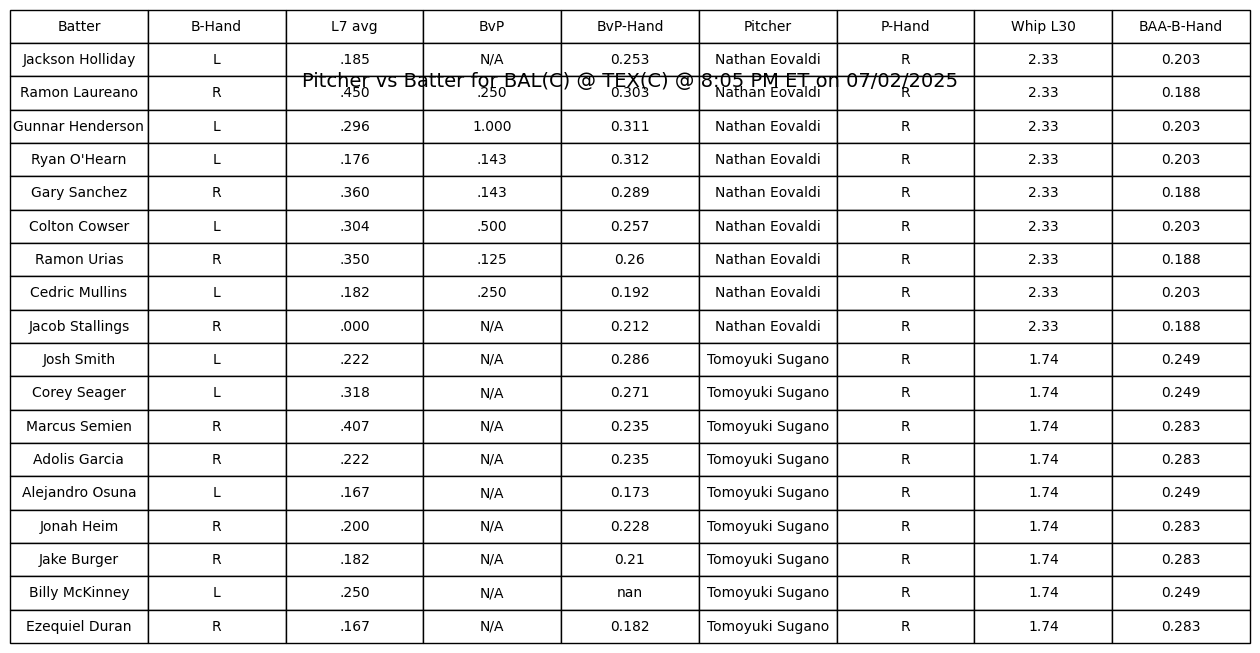 Batter B-Hand L7 avg BvP BvP-Hand Pitcher P-Hand Whip L30 BAA-B-Hand
Jackson Holliday L .185 N/A 0.253 Nathan Eovaldi R 2.33 0.203
Pitcher vs Batter for BAL(C) @ TEX(C) @ 8:05 PM ET on 07/02/2025
Ramon Laureano R .450 .250 0.303 Nathan Eovaldi R 2.33 0.188
Gunnar Henderson L .296 1.000 0.311 Nathan Eovaldi R 2.33 0.203
Ryan O'Hearn L .176 .143 0.312 Nathan Eovaldi R 2.33 0.203
Gary Sanchez R .360 .143 0.289 Nathan Eovaldi R 2.33 0.188
Colton Cowser L .304 .500 0.257 Nathan Eovaldi R 2.33 0.203
Ramon Urias R .350 .125 0.26 Nathan Eovaldi R 2.33 0.188
Cedric Mullins L .182 .250 0.192 Nathan Eovaldi R 2.33 0.203
Jacob Stallings R .000 N/A 0.212 Nathan Eovaldi R 2.33 0.188
Josh Smith L .222 N/A 0.286 Tomoyuki Sugano R 1.74 0.249
Corey Seager L .318 N/A 0.271 Tomoyuki Sugano R 1.74 0.249
Marcus Semien R .407 N/A 0.235 Tomoyuki Sugano R 1.74 0.283
Adolis Garcia R .222 N/A 0.235 Tomoyuki Sugano R 1.74 0.283
Alejandro Osuna L .167 N/A 0.173 Tomoyuki Sugano R 1.74 0.249
Jonah Heim R .200 N/A 0.228 Tomoyuki Sugano R 1.74 0.283
Jake Burger R .182 N/A 0.21 Tomoyuki Sugano R 1.74 0.283
Billy McKinney L .250 N/A nan Tomoyuki Sugano R 1.74 0.249
Ezequiel Duran R .167 N/A 0.182 Tomoyuki Sugano R 1.74 0.283